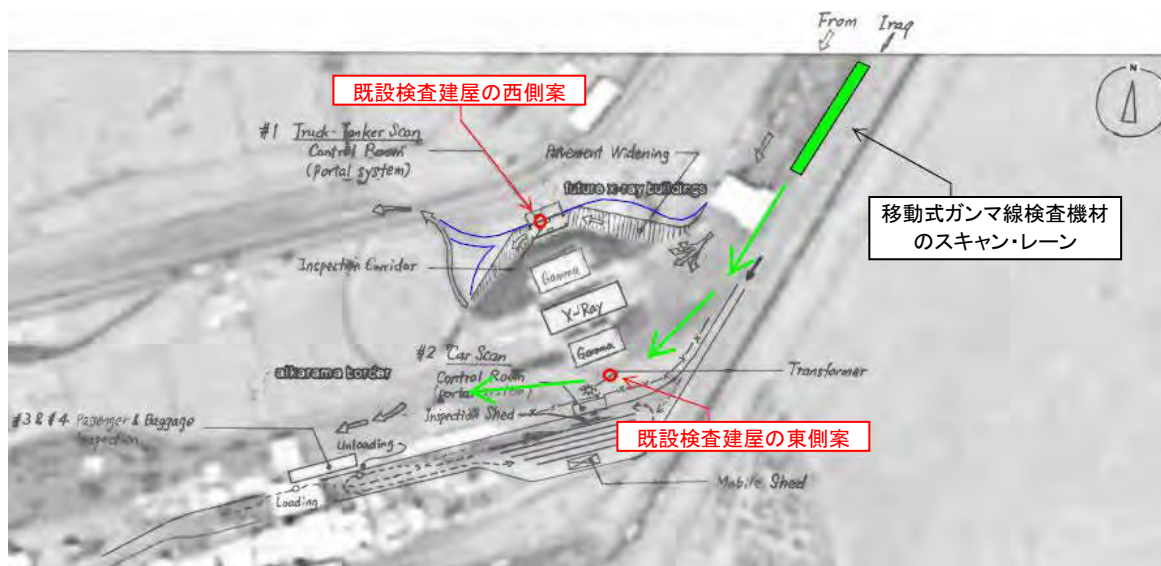 From Iraq
N
既設検査建屋の西側案
#1 Truck-Tanker Scan
Control Room
(portal system)
Pavement Widening
future x-ray buildings
移動式ガンマ線検査機材
のスキャン・レーン
Inspection Corridor
Gamma
X-Ray
Gamma
#2 Car Scan
Control Room
(portal system)
Transformer
alkarama border
Inspection Shed
#3 & #4 Passenger & Baggage
Inspection
Unloading
既設検査建屋の東側案
Loading
Mobile Shed